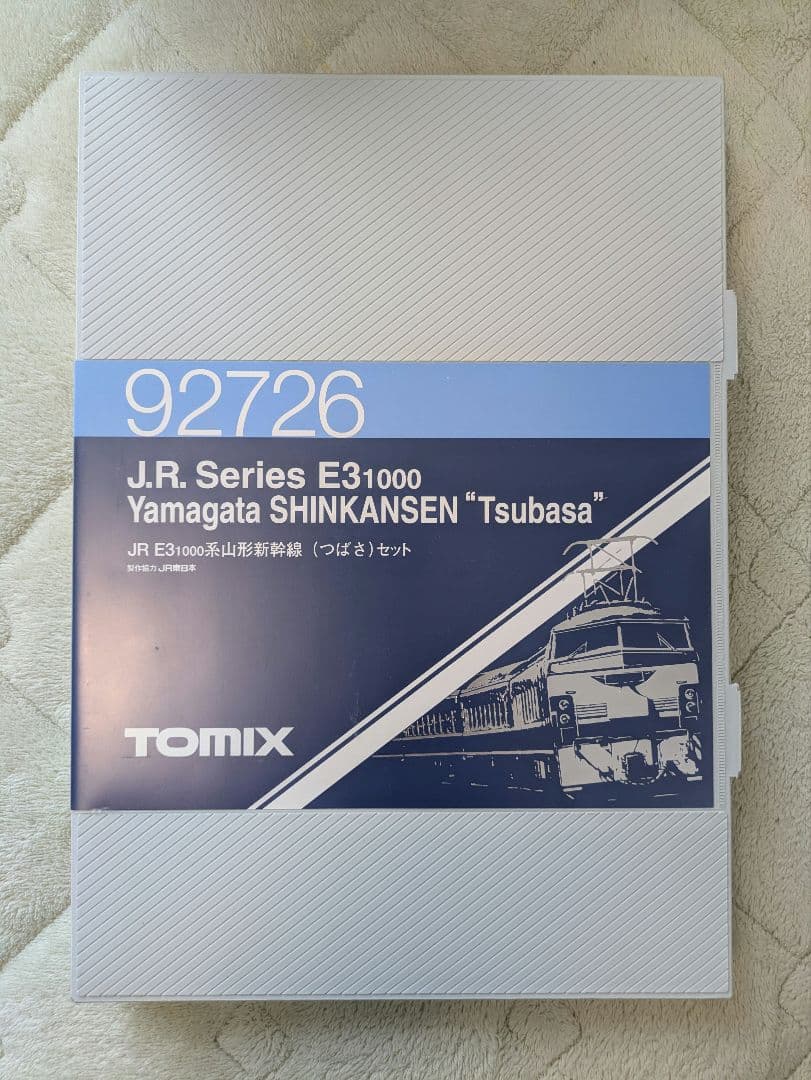 92726
J.R. Series E31000
Yamagata SHINKANSEN “Tsubasa”
JR E31000系山形新幹線（つばさ）セット
製作協力 JR東日本
TOMIX